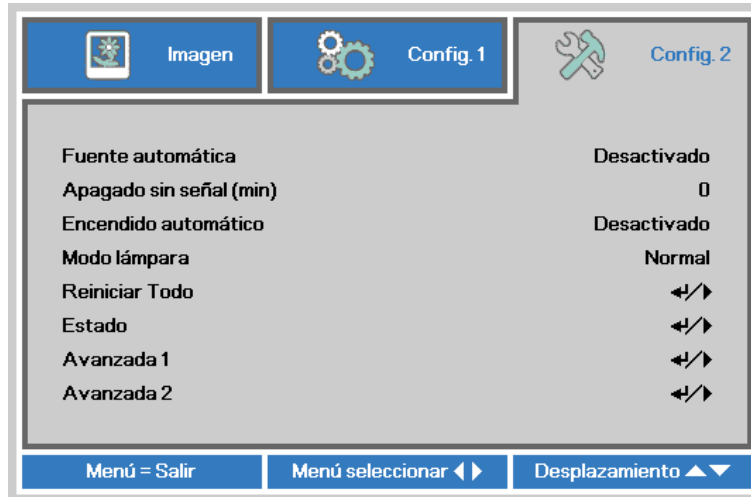 Imagen Config. 1 Config. 2
Fuente automática Desactivado
Apagado sin señal (min) 0
Encendido automático Desactivado
Modo lámpara Normal
Reiniciar Todo ↵/▶
Estado ↵/▶
Avanzada 1 ↵/▶
Avanzada 2 ↵/▶
Menú = Salir Menú seleccionar ◀▶ Desplazamiento ▲▼